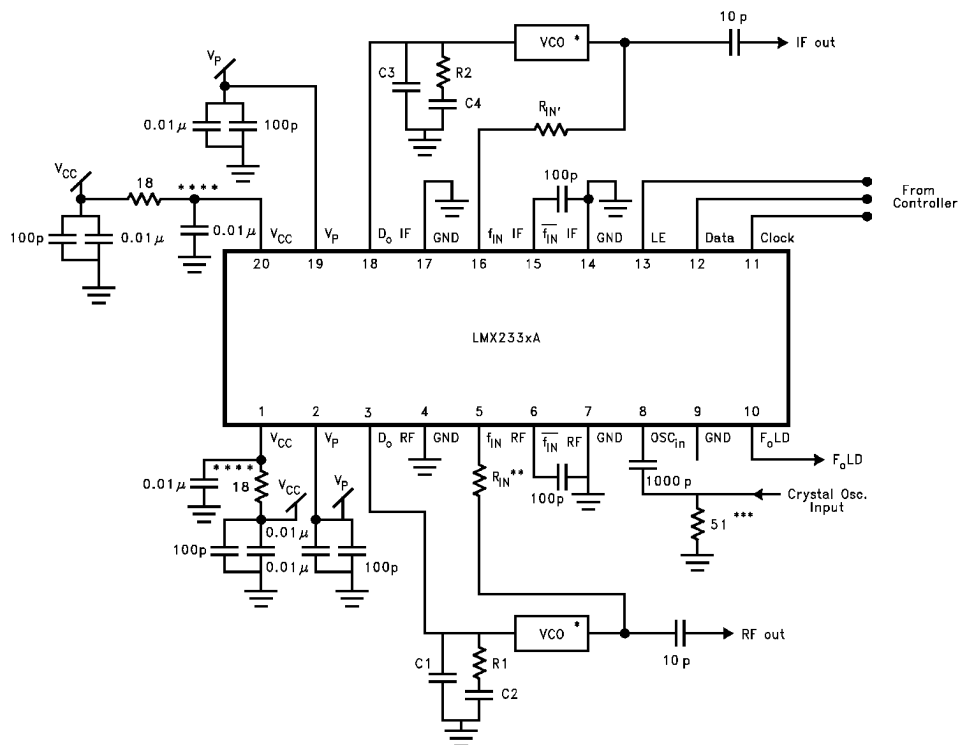 10 p
VCO *
IF out
V_P
C3
R2
C4
R_IN'
0.01μ
100p
V_CC
18
****
100p
From
Controller
100p
0.01μ
0.01μ
V_CC
V_P
D_o IF
GND
f_IN IF
f_IN IF
GND
LE
Data
Clock
20
19
18
17
16
15
14
13
12
11
LMX233xA
1
2
3
4
5
6
7
8
9
10
V_CC
V_P
D_o RF
GND
f_IN RF
f_IN RF
GND
OSC_in
GND
F_oLD
****
0.01μ
18
V_CC
V_P
R_IN**
100p
1000 p
F_oLD
Crystal Osc.
Input
51 ***
0.01μ
100p
0.01μ
100p
VCO *
RF out
10 p
C1
R1
C2